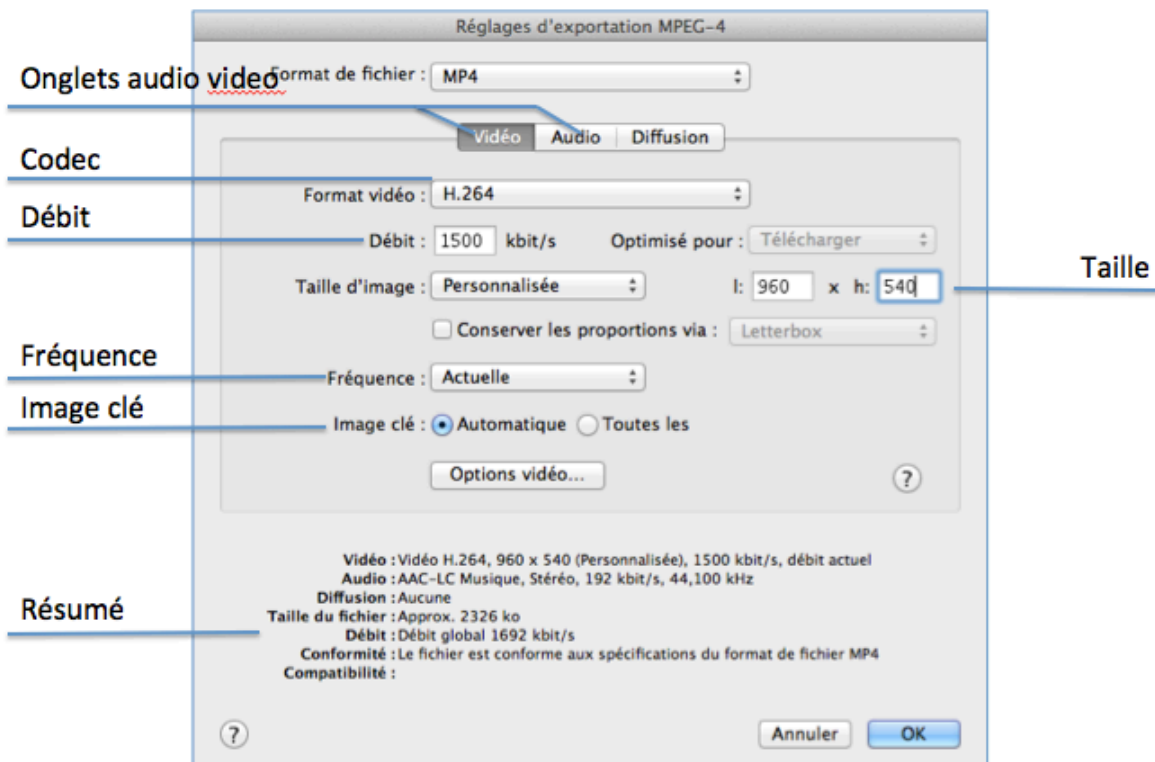 Réglages d'exportation MPEG-4
Onglets audio video
Format de fichier : MP4
Vidéo Audio Diffusion
Codec
Format vidéo : H.264
Débit
Débit : 1500 kbit/s Optimisé pour : Télécharger
Taille d'image : Personnalisée l: 960 x h: 540
Taille
Conserver les proportions via : Letterbox
Fréquence
Fréquence : Actuelle
Image clé
Image clé : Automatique Toutes les
Options vidéo... ?
Vidéo : Vidéo H.264, 960 x 540 (Personnalisée), 1500 kbit/s, débit actuel
Audio : AAC-LC Musique, Stéréo, 192 kbit/s, 44,100 kHz
Diffusion : Aucune
Résumé
Taille du fichier : Approx. 2326 ko
Débit : Débit global 1692 kbit/s
Conformité : Le fichier est conforme aux spécifications du format de fichier MP4
Compatibilité :
? Annuler OK